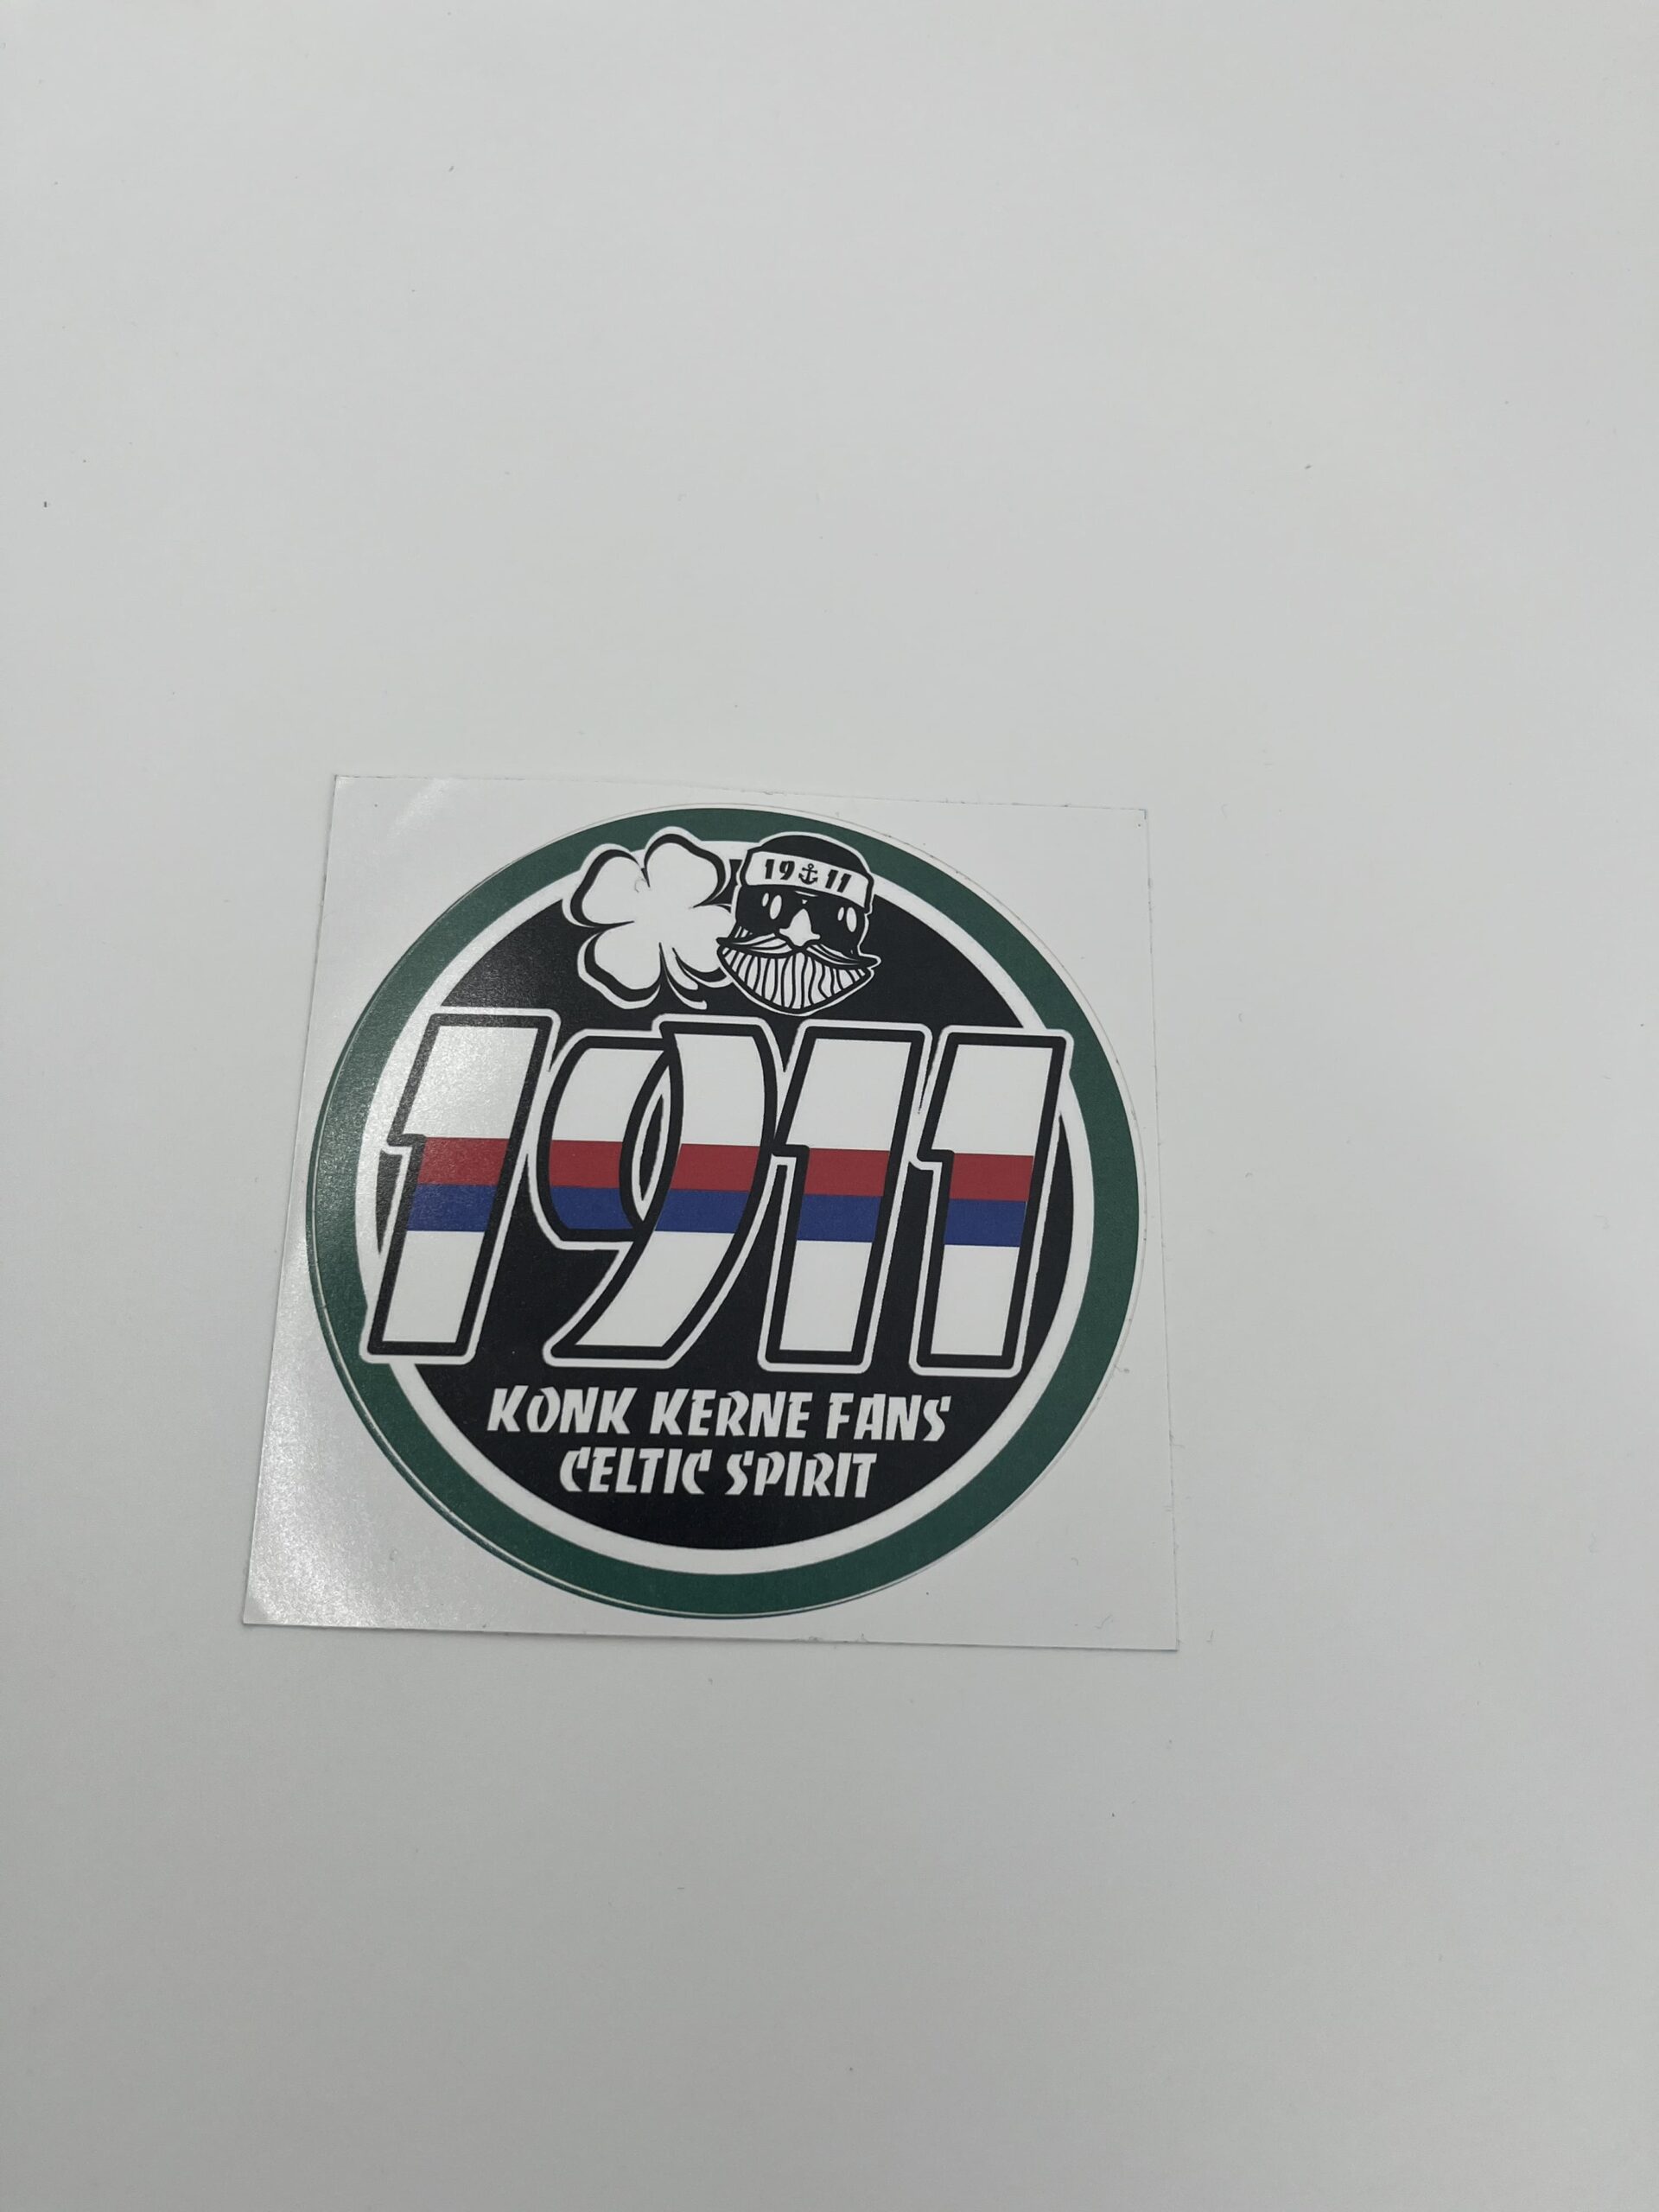 19 11
1911
KONK KERNE FANS
CELTIC SPIRIT